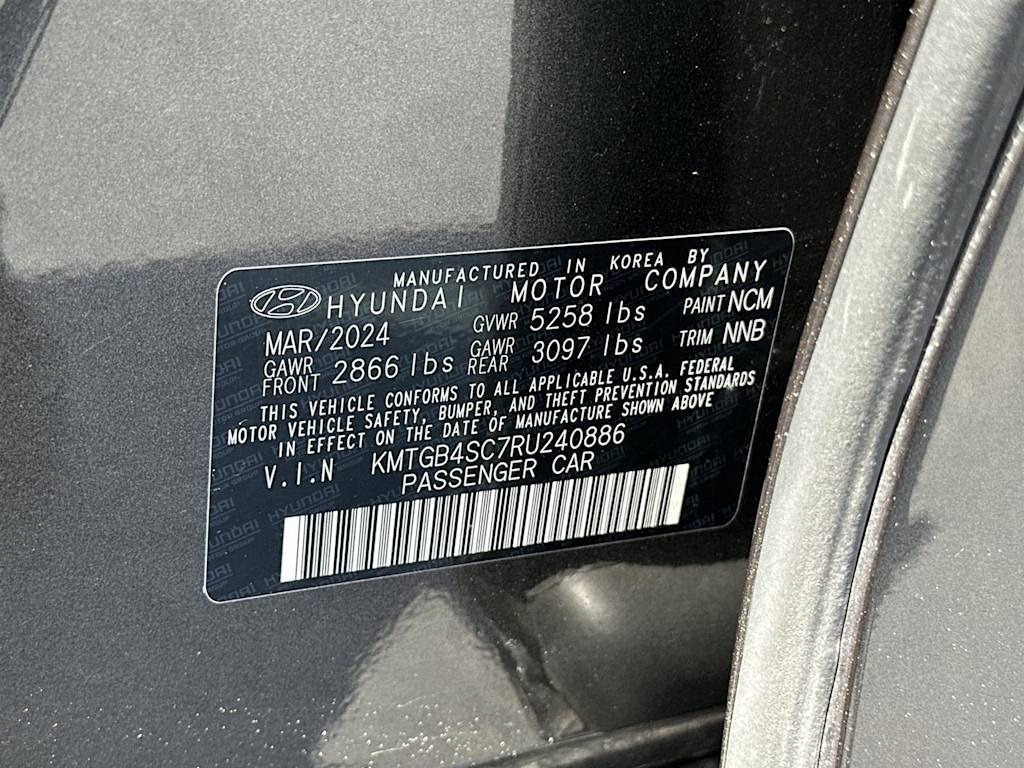 MANUFACTURED IN KOREA BY
HYUNDAI MOTOR COMPANY
MAR/2024 GVWR 5258 lbs PAINT NCM
GAWR FRONT 2866 lbs GAWR REAR 3097 lbs TRIM NNB
THIS VEHICLE CONFORMS TO ALL APPLICABLE U.S.A. FEDERAL
MOTOR VEHICLE SAFETY, BUMPER, AND THEFT PREVENTION STANDARDS
IN EFFECT ON THE DATE OF MANUFACTURE SHOWN ABOVE
V.I.N KMTGB4SC7RU240886
PASSENGER CAR